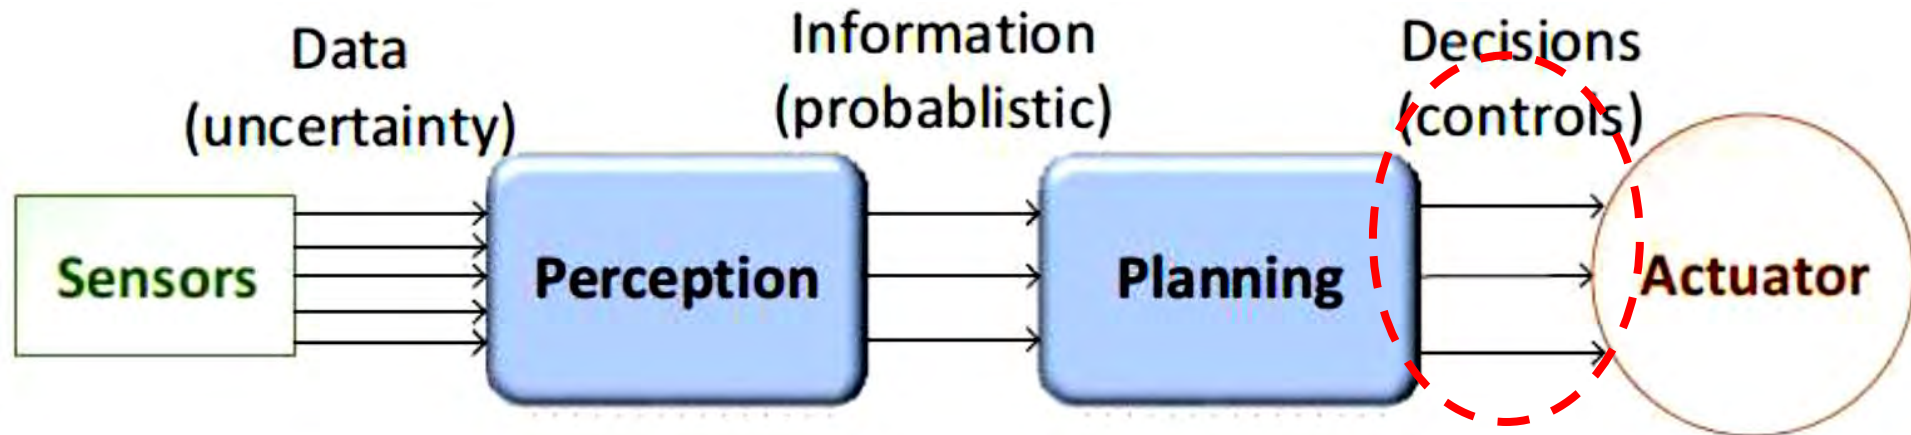 Data
(uncertainty)
Information
(probablistic)
Decisions
(controls)
Sensors
Perception
Planning
Actuator